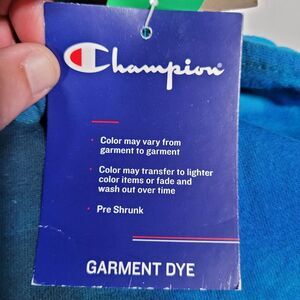 Champion
• Color may vary from
garment to garment
• Color may transfer to lighter
color items or fade and
wash out over time
• Pre Shrunk
GARMENT DYE